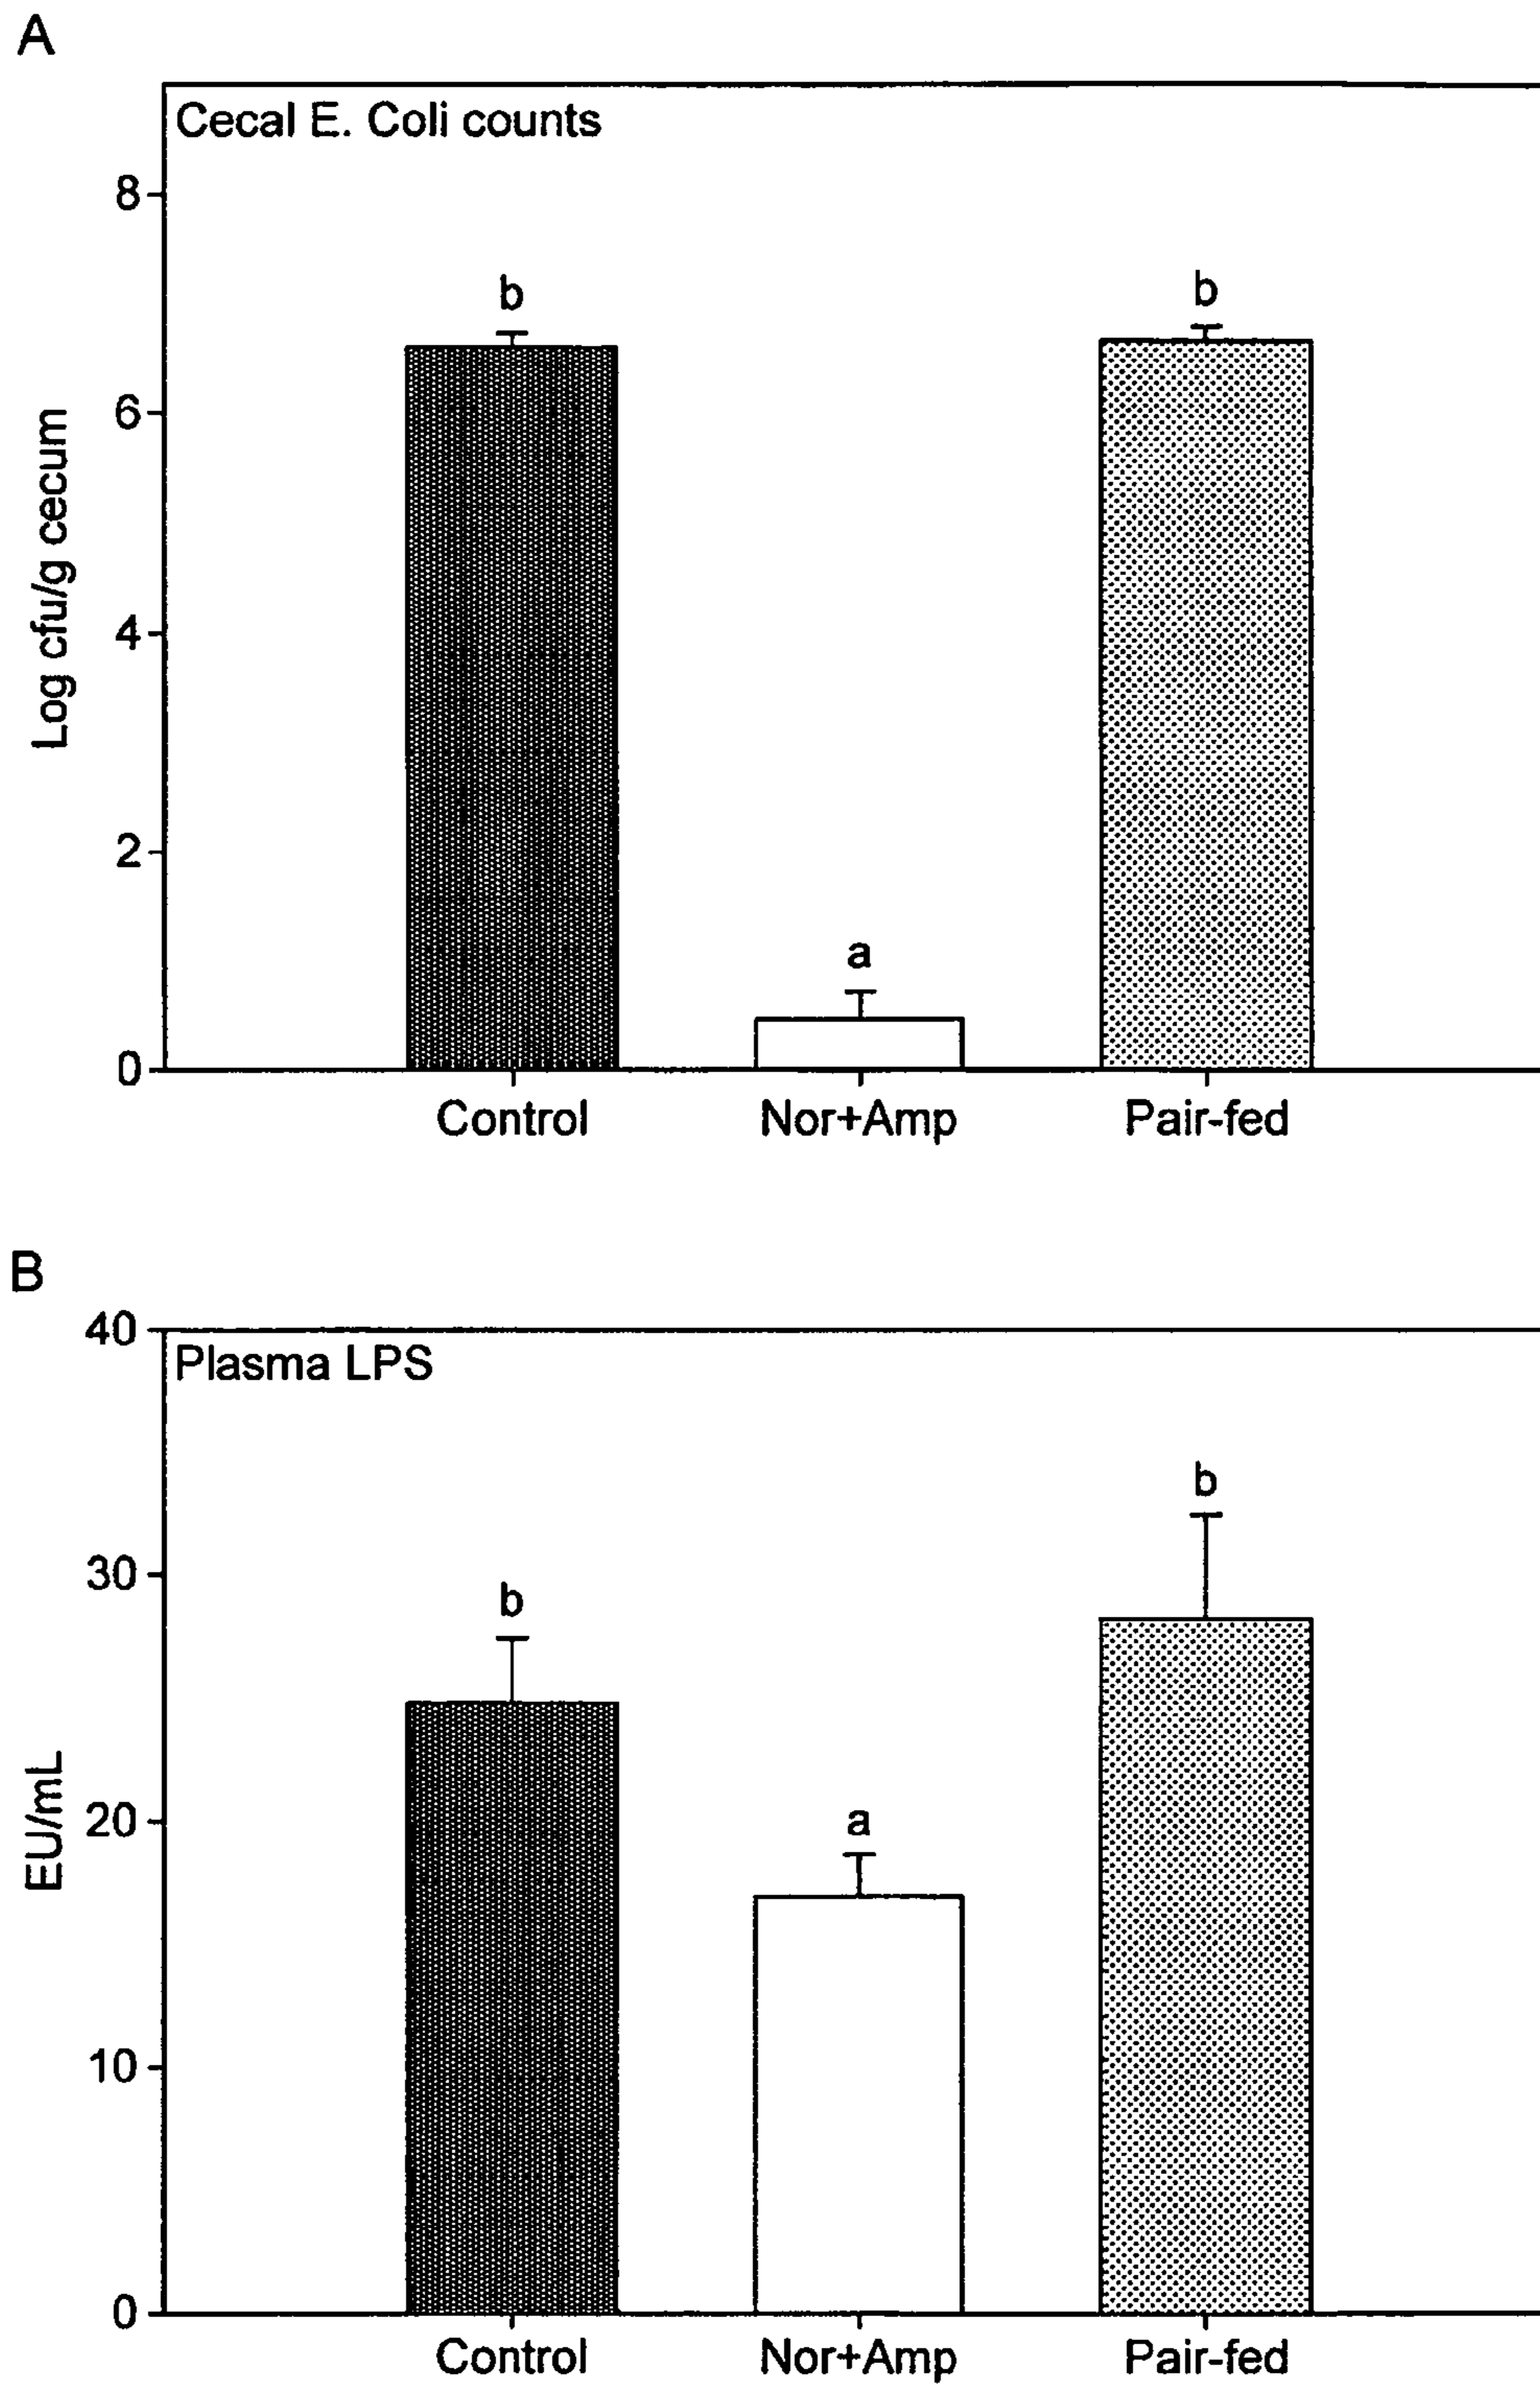 A
Cecal E. Coli counts
8
6
4
2
0
Log cfu/g cecum
b
a
b
Control Nor+Amp Pair-fed
B
Plasma LPS
40
30
20
10
0
EU/mL
b
a
b
Control Nor+Amp Pair-fed